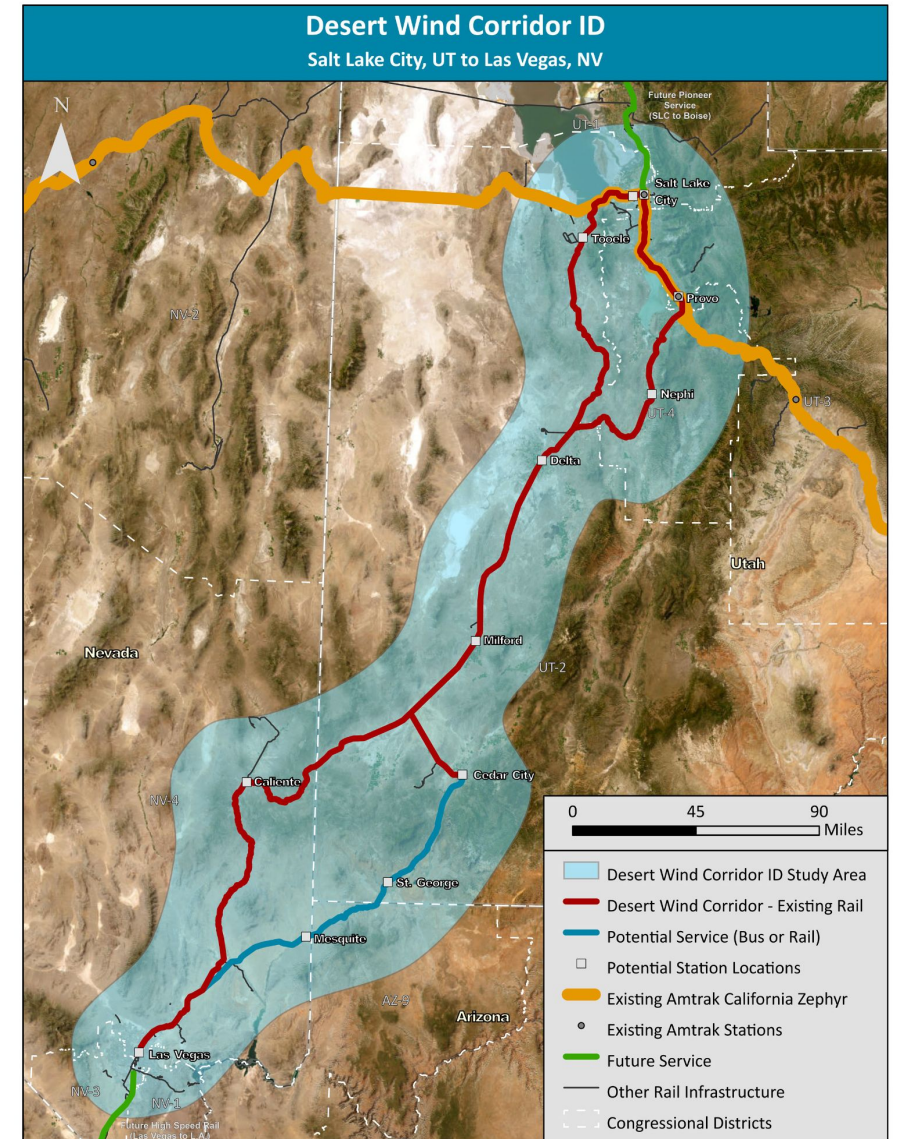 Desert Wind Corridor ID
Salt Lake City, UT to Las Vegas, NV
N
Future Pioneer
Service
(SLC to Boise)
UT-1
Salt Lake
City
Tooele
Provo
NV-2
Nephi
UT-3
UT-4
Delta
Utah
Milford
Nevada
UT-2
Cedar City
Caliente
NV-4
St. George
Mesquite
AZ-9
Arizona
Las Vegas
NV-3
NV-1
Future High Speed Rail
(Las Vegas to LA)
0 45 90
Miles
Desert Wind Corridor ID Study Area
Desert Wind Corridor - Existing Rail
Potential Service (Bus or Rail)
Potential Station Locations
Existing Amtrak California Zephyr
Existing Amtrak Stations
Future Service
Other Rail Infrastructure
Congressional Districts